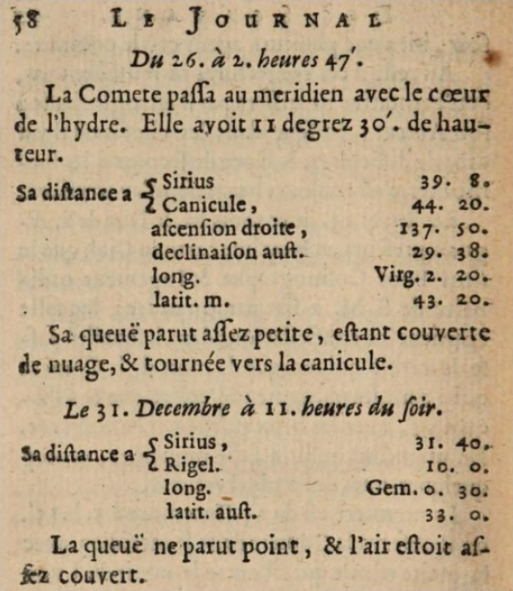 58 LE JOURNAL
Du 26. à 2. heures 47'.
La Comete paſſa au meridien avec le cœur
de l'hydre. Elle avoit 11 degrez 30'. de hau-
teur.
Sa diſtance a { Sirius 39. 8.
Canicule, 44. 20.
aſcenſion droite, 137. 50.
declinaiſon auſt. 29. 38.
long. Virg. 2. 20.
latit. m. 43. 20.
Sa queuë parut aſſez petite, eſtant couverte
de nuage, & tournée vers la canicule.
Le 31. Decembre à 11. heures du ſoir.
Sa diſtance a { Sirius, 31. 40.
Rigel. 10. 0.
long. Gem. 0. 30.
latit. auſt. 33. 0.
La queuë ne parut point, & l'air eſtoit aſ-
ſez couvert.